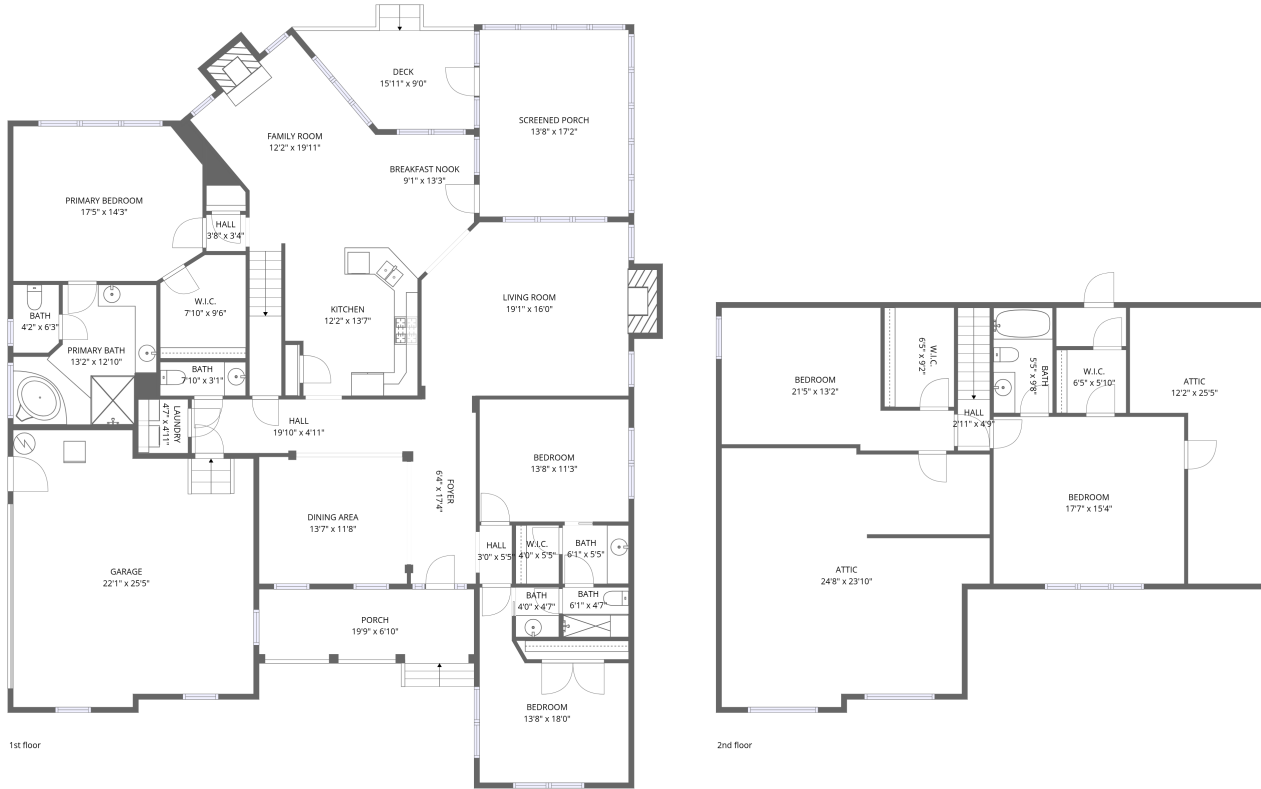 DECK
15'11" x 9'0"
SCREENED PORCH
13'8" x 17'2"
FAMILY ROOM
12'2" x 19'11"
BREAKFAST NOOK
9'1" x 13'3"
PRIMARY BEDROOM
17'5" x 14'3"
HALL
3'8" x 3'4"
W.I.C.
7'10" x 9'6"
KITCHEN
12'2" x 13'7"
LIVING ROOM
19'1" x 16'0"
BATH
4'2" x 6'3"
PRIMARY BATH
13'2" x 12'10"
BATH
7'10" x 3'1"
LAUNDRY
4'7" x 4'11"
HALL
19'10" x 4'11"
FOYER
6'4" x 17'4"
BEDROOM
13'8" x 11'3"
DINING AREA
13'7" x 11'8"
HALL
3'0" x 5'5"
W.I.C.
4'0" x 5'5"
BATH
6'1" x 5'5"
GARAGE
22'1" x 25'5"
BATH
4'0" x 4'7"
BATH
6'1" x 4'7"
PORCH
19'9" x 6'10"
BEDROOM
13'8" x 18'0"
1st floor
BEDROOM
21'5" x 13'2"
W.I.C.
6'5" x 9'2"
BATH
5'5" x 9'8"
W.I.C.
6'5" x 5'10"
ATTIC
12'2" x 25'5"
HALL
2'11" x 4'9"
BEDROOM
17'7" x 15'4"
ATTIC
24'8" x 23'10"
2nd floor